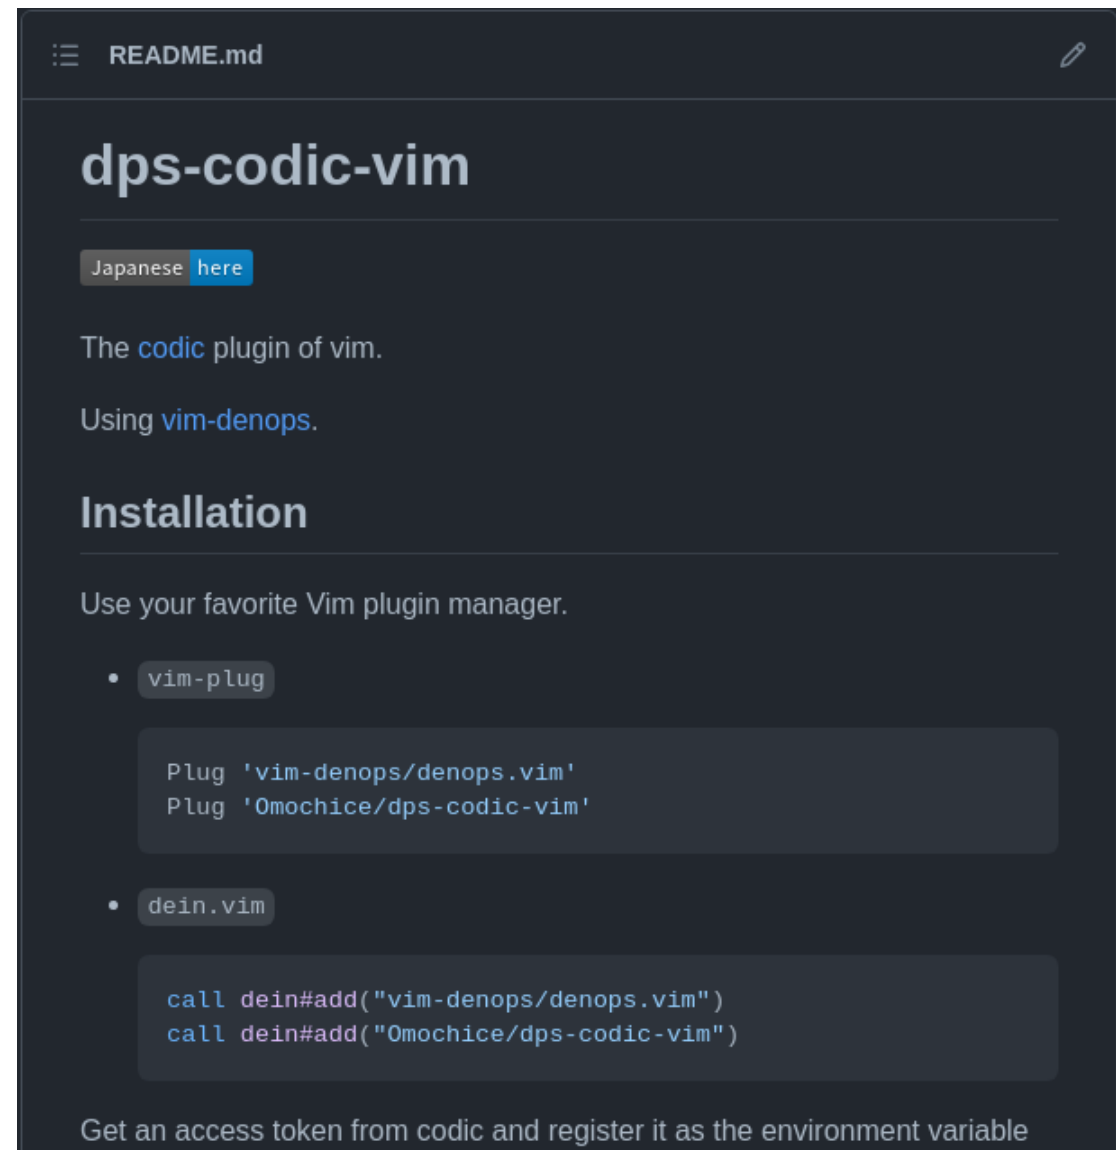 README.md
dps-codic-vim
Japanese here
The codic plugin of vim.
Using vim-denops.
Installation
Use your favorite Vim plugin manager.
vim-plug
Plug 'vim-denops/denops.vim'
Plug 'Omochice/dps-codic-vim'
dein.vim
call dein#add("vim-denops/denops.vim")
call dein#add("Omochice/dps-codic-vim")
Get an access token from codic and register it as the environment variable